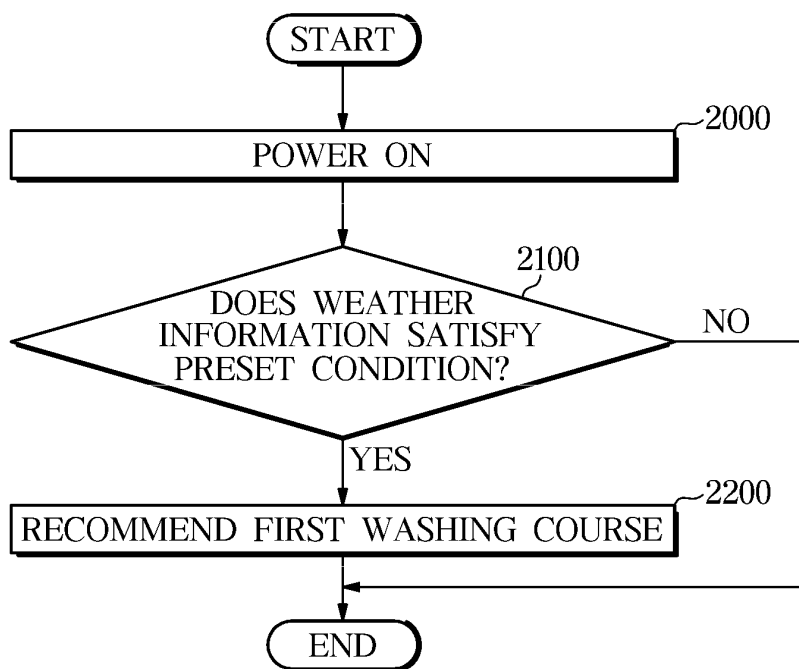 START
2000
POWER ON
2100
DOES WEATHER
INFORMATION SATISFY
PRESET CONDITION?
NO
YES
2200
RECOMMEND FIRST WASHING COURSE
END